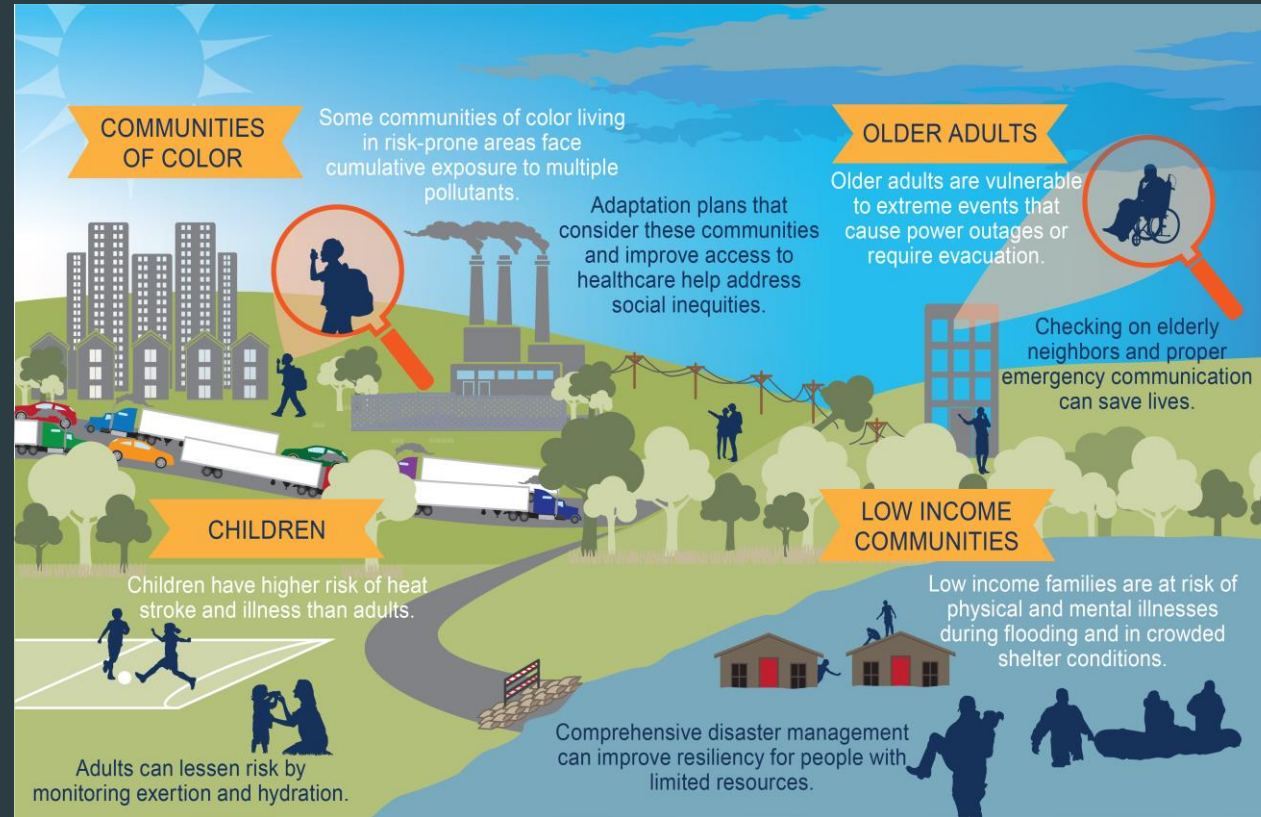 COMMUNITIES
OF COLOR
Some communities of color living
in risk-prone areas face
cumulative exposure to multiple
pollutants.
Adaptation plans that
consider these communities
and improve access to
healthcare help address
social inequities.
OLDER ADULTS
Older adults are vulnerable
to extreme events that
cause power outages or
require evacuation.
Checking on elderly
neighbors and proper
emergency communication
can save lives.
CHILDREN
Children have higher risk of heat
stroke and illness than adults.
Adults can lessen risk by
monitoring exertion and hydration.
LOW INCOME
COMMUNITIES
Low income families are at risk of
physical and mental illnesses
during flooding and in crowded
shelter conditions.
Comprehensive disaster management
can improve resiliency for people with
limited resources.